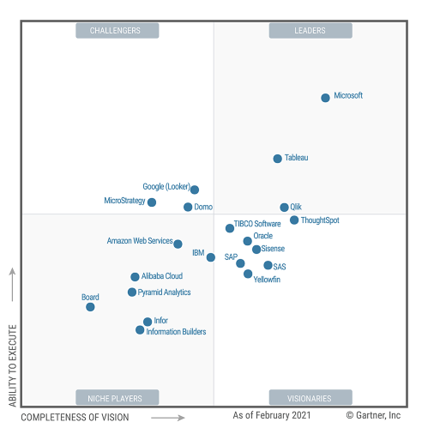 CHALLENGERS
LEADERS
Microsoft
Tableau
Google (Looker)
MicroStrategy
Domo
Qlik
ThoughtSpot
TIBCO Software
Oracle
Amazon Web Services
Sisense
IBM
SAP
SAS
Alibaba Cloud
Yellowfin
Pyramid Analytics
Board
Infor
Information Builders
ABILITY TO EXECUTE
NICHE PLAYERS
VISIONARIES
COMPLETENESS OF VISION
As of February 2021
© Gartner, Inc